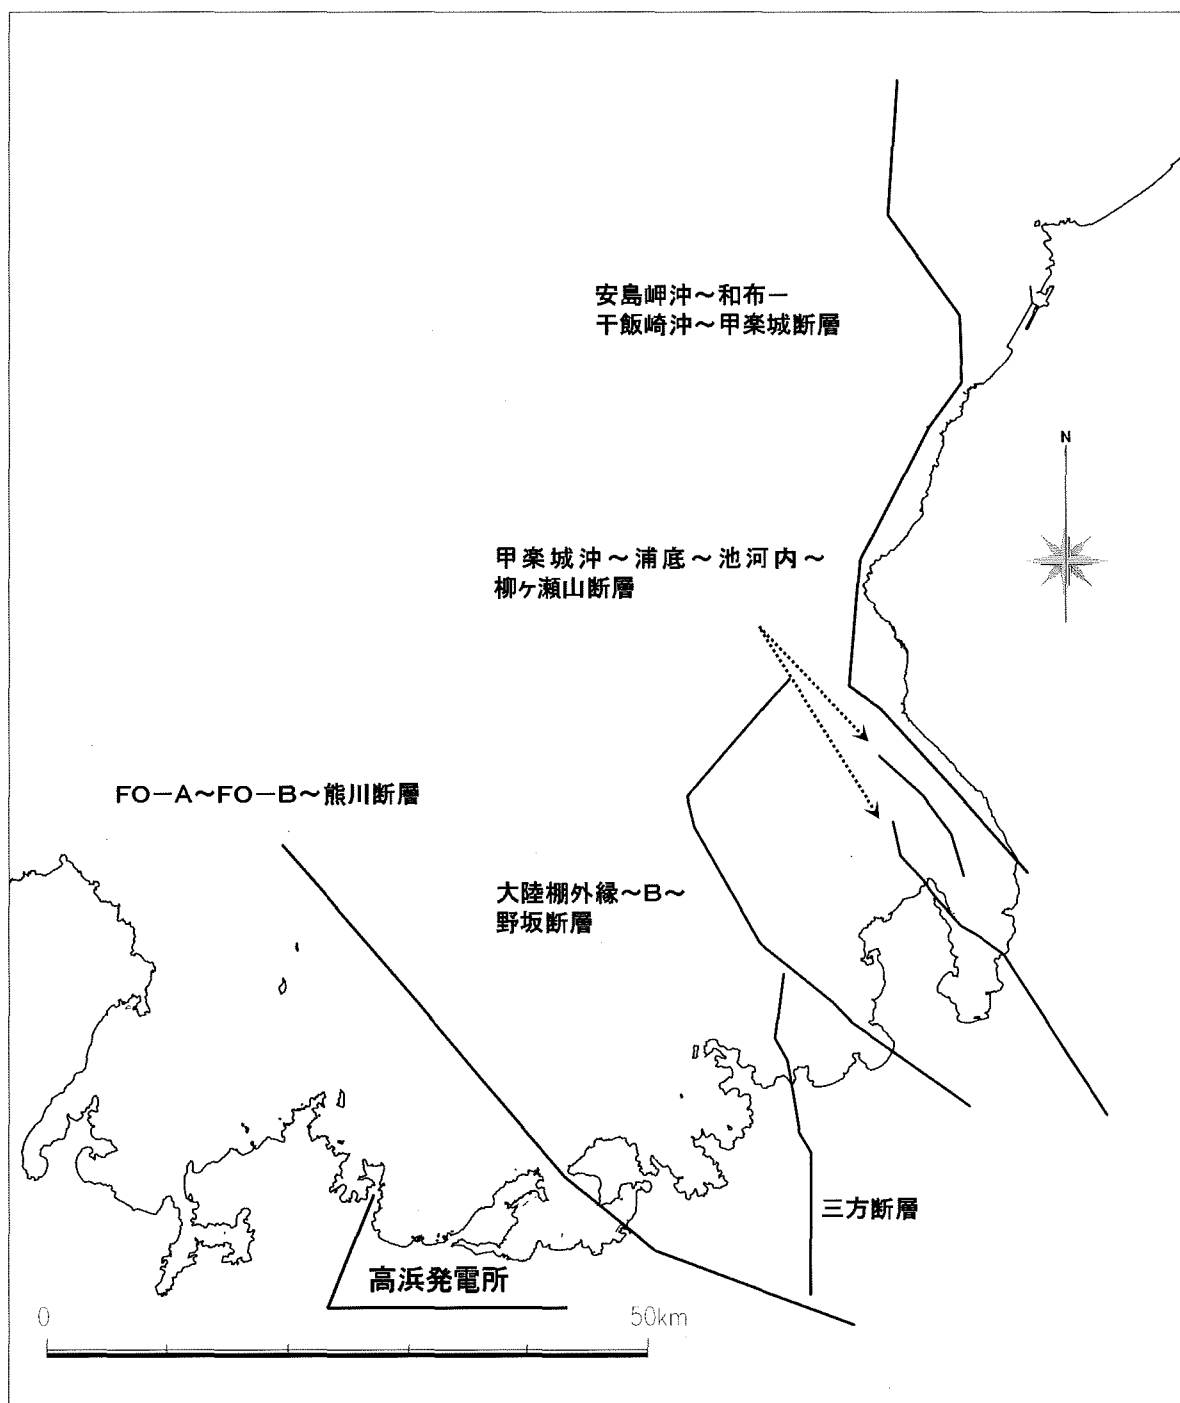 安島岬沖~和布-
干飯崎沖~甲楽城断層
N
甲楽城沖~浦底~池河内~
柳ヶ瀬山断層
FO-A~FO-B~熊川断層
大陸棚外縁~B~
野坂断層
三方断層
高浜発電所
0
50km